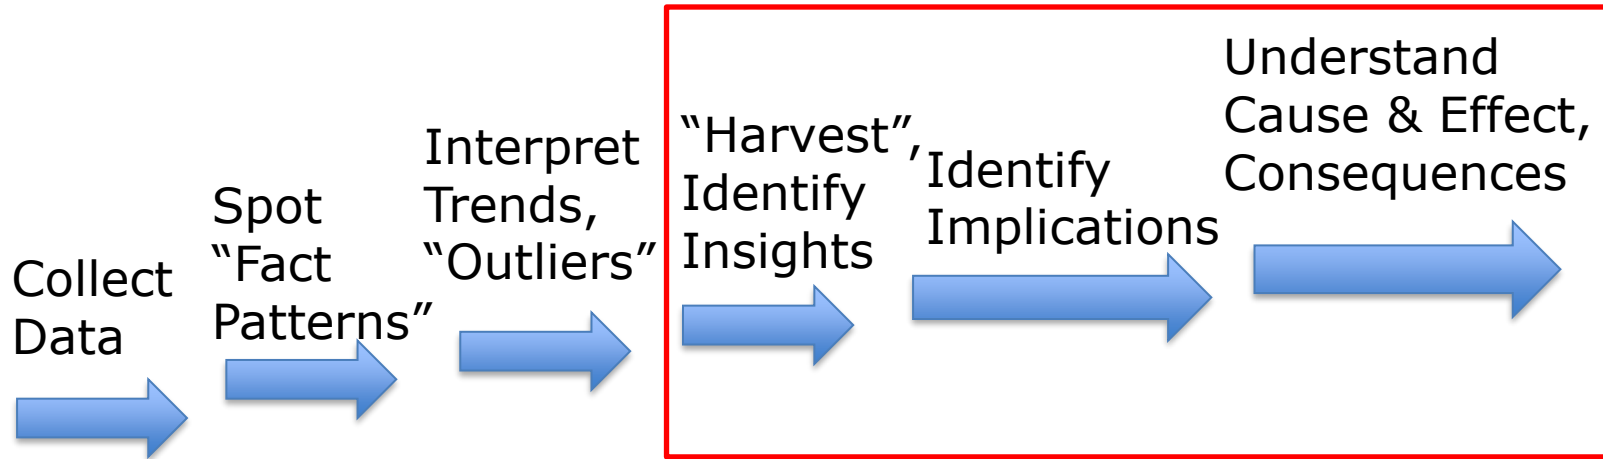 Collect
Data
Spot
“Fact
Patterns”
Interpret
Trends,
“Outliers”
“Harvest”,
Identify
Insights
Identify
Implications
Understand
Cause & Effect,
Consequences